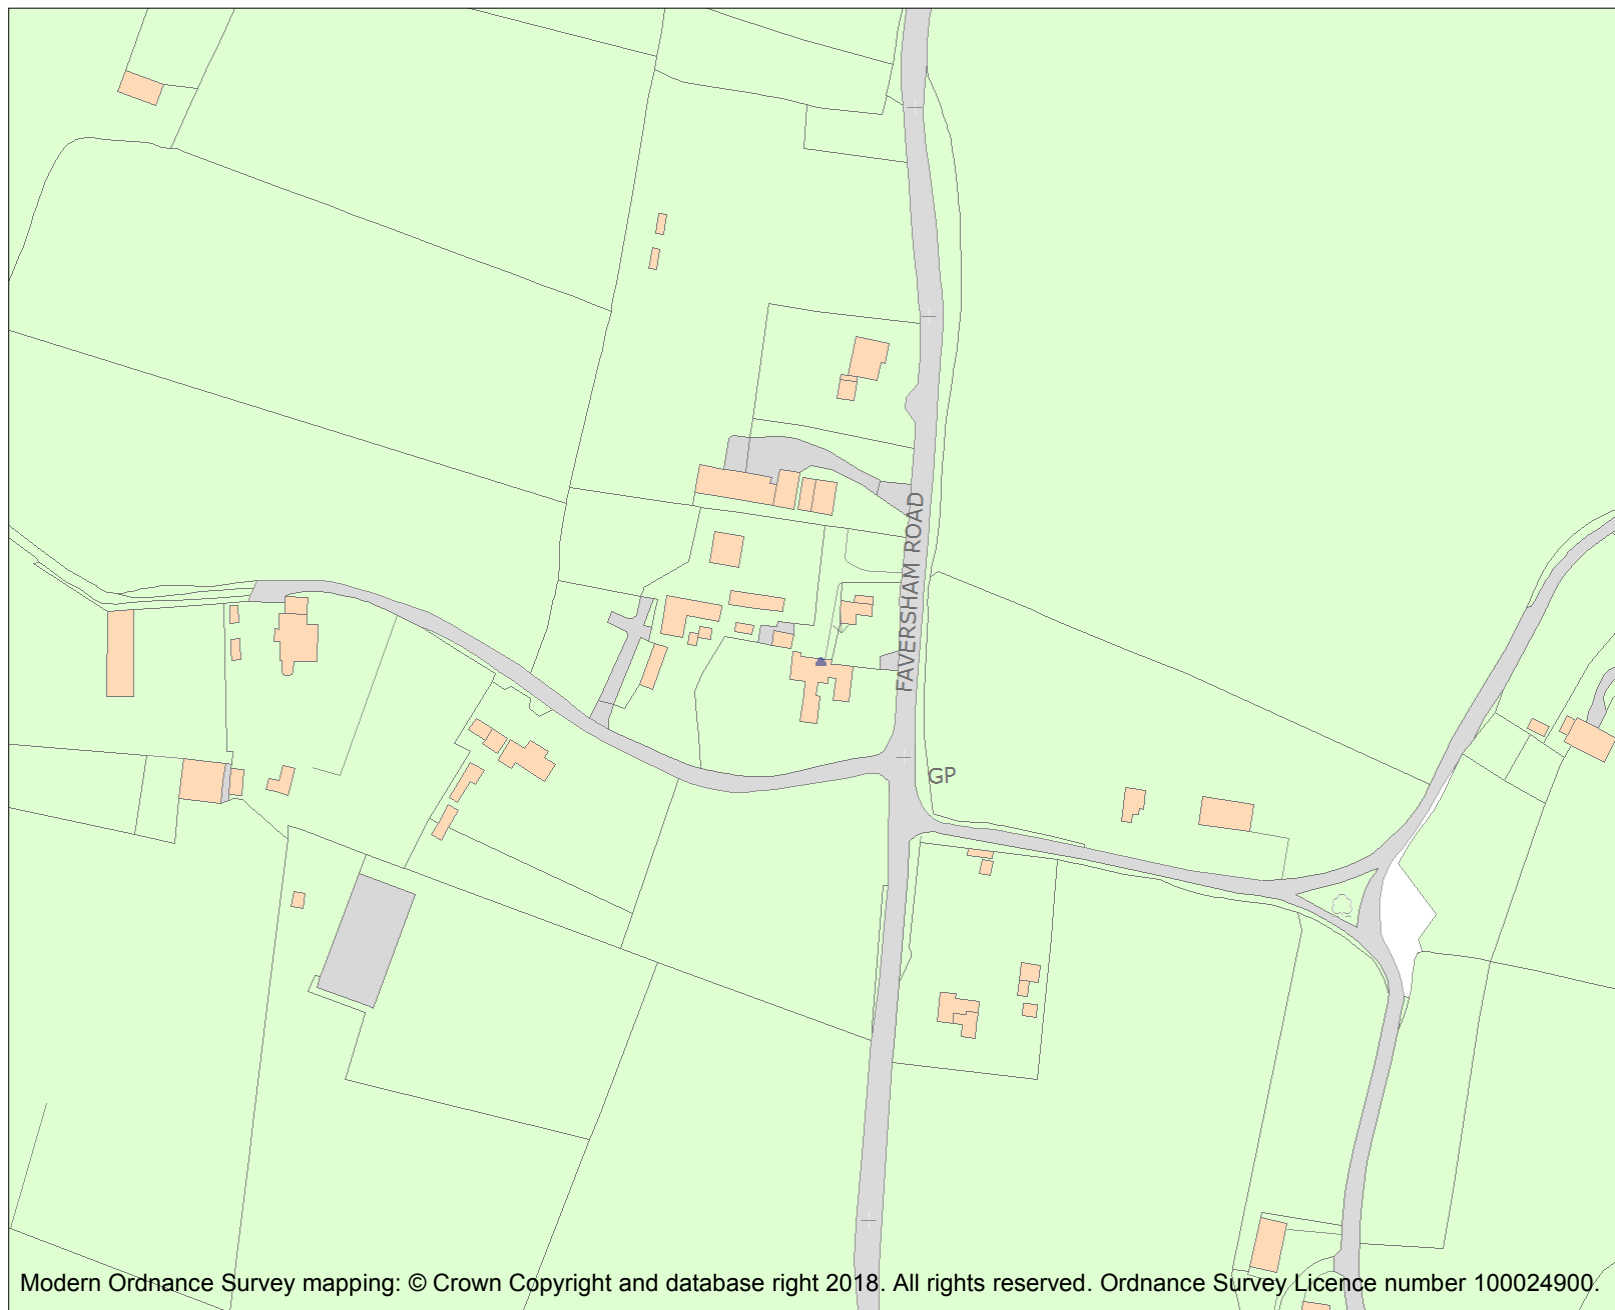 FAVERSHAM ROAD
GP
Modern Ordnance Survey mapping: © Crown Copyright and database right 2018. All rights reserved. Ordnance Survey Licence number 100024900.